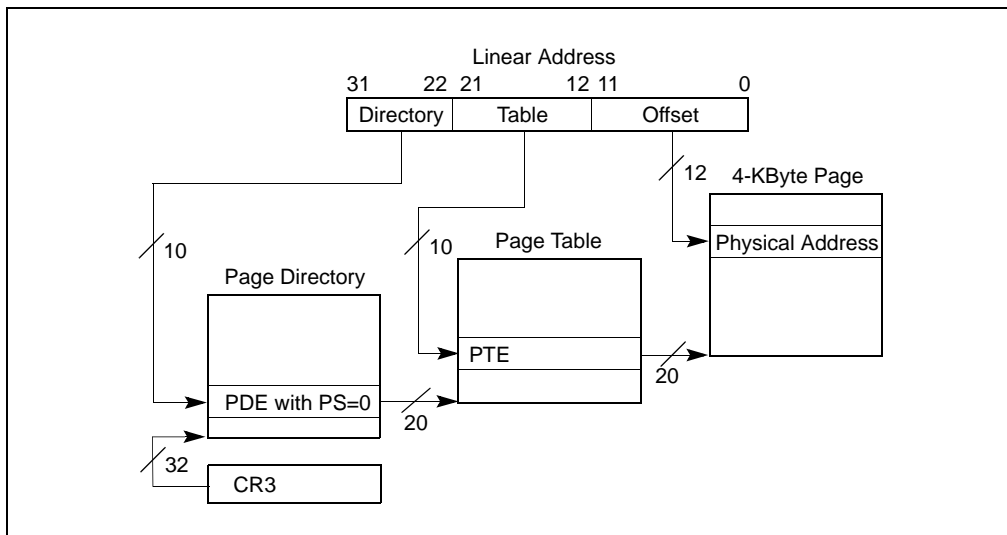 Linear Address
31 22 21 12 11 0
Directory Table Offset
12
4-KByte Page
Physical Address
10
10
Page Table
Page Directory
PTE
20
PDE with PS=0
20
32
CR3